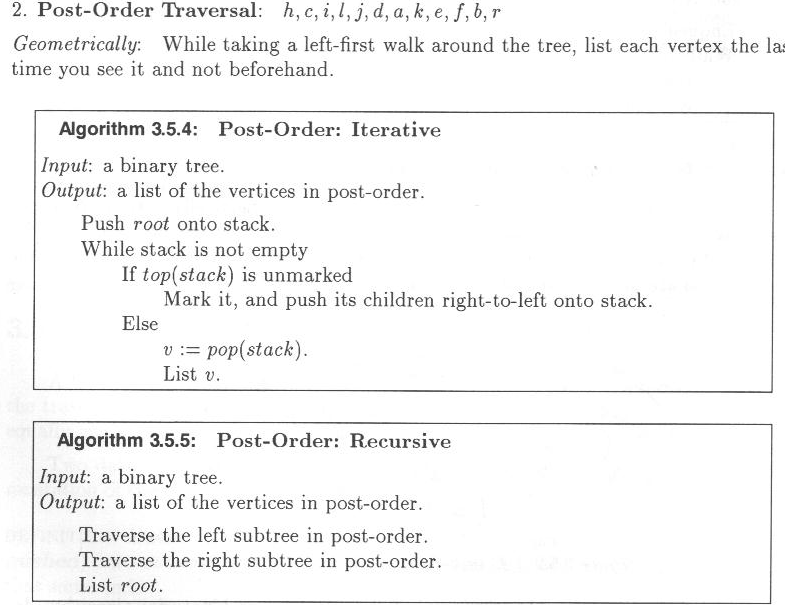 2. Post-Order Traversal: h, c, i, l, j, d, a, k, e, f, b, r
Geometrically: While taking a left-first walk around the tree, list each vertex the las
time you see it and not beforehand.
Algorithm 3.5.4: Post-Order: Iterative
Input: a binary tree.
Output: a list of the vertices in post-order.
Push root onto stack.
While stack is not empty
If top(stack) is unmarked
Mark it, and push its children right-to-left onto stack.
Else
v := pop(stack).
List v.
Algorithm 3.5.5: Post-Order: Recursive
Input: a binary tree.
Output: a list of the vertices in post-order.
Traverse the left subtree in post-order.
Traverse the right subtree in post-order.
List root.